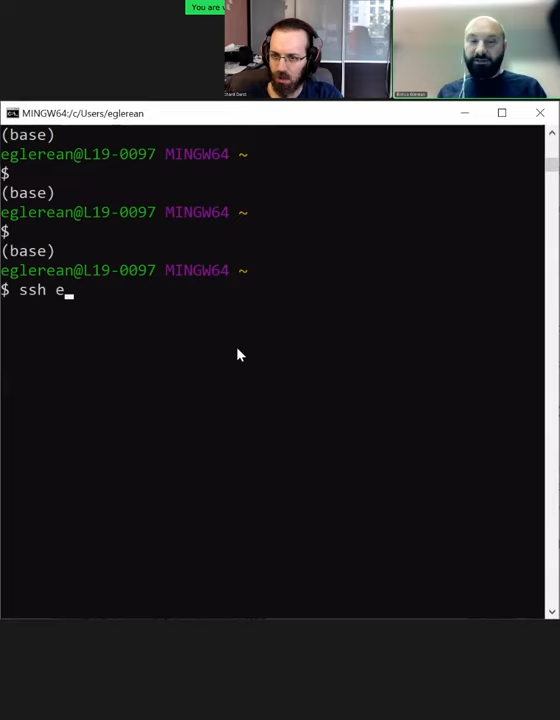 You are v
MINGW64:/c/Users/eglerean
(base)
eglerean@L19-0097 MINGW64 ~
$
(base)
eglerean@L19-0097 MINGW64 ~
$
(base)
eglerean@L19-0097 MINGW64 ~
$ ssh e